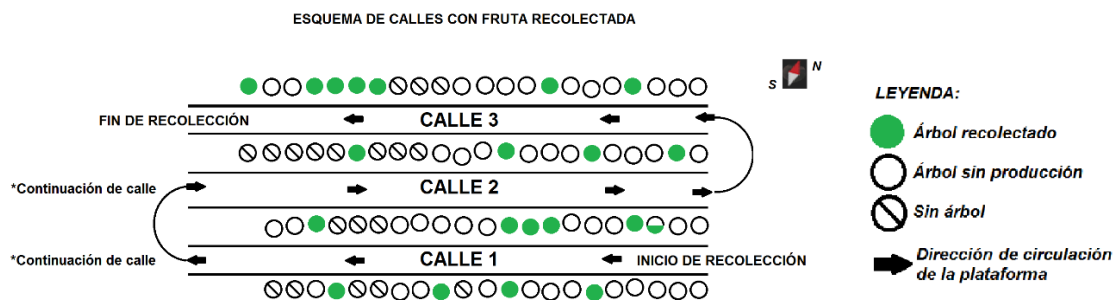 ESQUEMA DE CALLES CON FRUTA RECOLECTADA
S N
FIN DE RECOLECCIÓN
CALLE 3
*Continuación de calle
CALLE 2
*Continuación de calle
CALLE 1
INICIO DE RECOLECCIÓN
LEYENDA:
Árbol recolectado
Árbol sin producción
Sin árbol
Dirección de circulación
de la plataforma